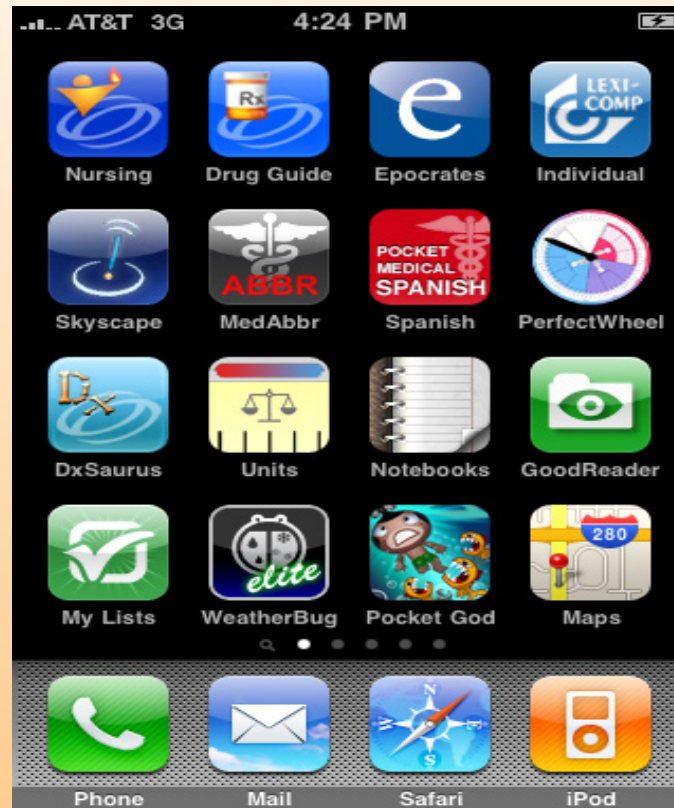 AT&T 3G 4:24 PM
Rx e LEXI-
COMP
Nursing Drug Guide Epocrates Individual
ABBR POCKET
MEDICAL
SPANISH
Skyscape MedAbbr Spanish PerfectWheel
Dx
DxSaurus Units Notebooks GoodReader
elite 280
My Lists WeatherBug Pocket God Maps
N
W E
S
Phone Mail Safari iPod